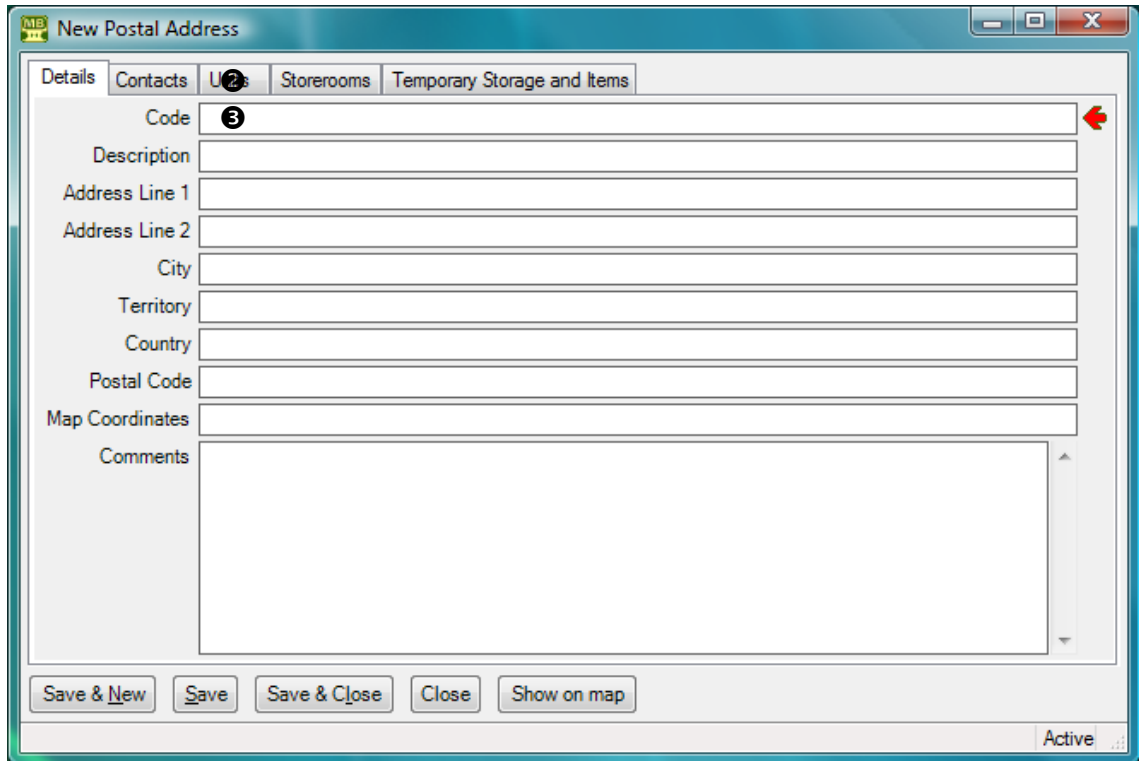 MB
New Postal Address
Details Contacts ❷ Storerooms Temporary Storage and Items
Code ❸
Description
Address Line 1
Address Line 2
City
Territory
Country
Postal Code
Map Coordinates
Comments
Save & New Save Save & Close Close Show on map
Active